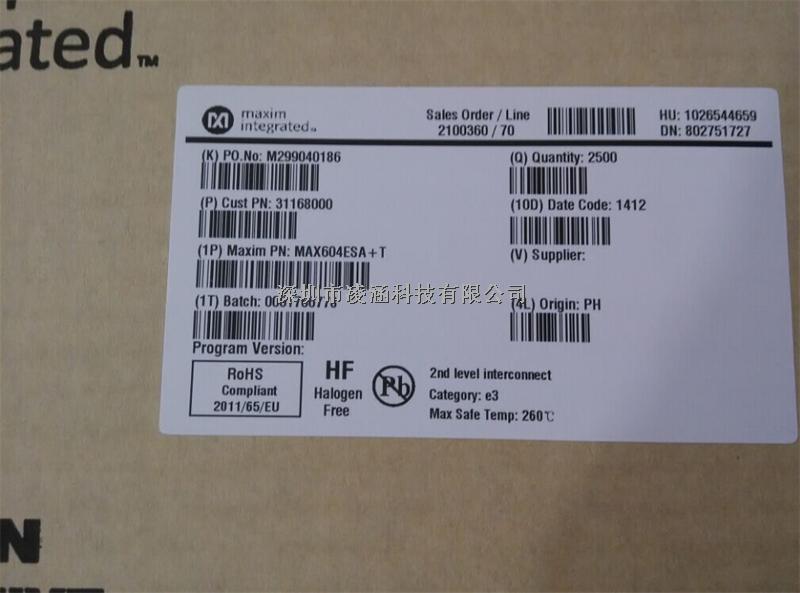 ated™
maxim
integrated™
Sales Order / Line
2100360 / 70
HU: 1026544659
DN: 802751727
(K) PO.No: M299040186
(Q) Quantity: 2500
(P) Cust PN: 31168000
(10D) Date Code: 1412
(1P) Maxim PN: MAX604ESA+T
(V) Supplier:
深圳市凌涵科技有限公司
(1T) Batch:
(4L) Origin: PH
Program Version:
RoHS
Compliant
2011/65/EU
HF
Halogen
Free
Pb
2nd level interconnect
Category: e3
Max Safe Temp: 260℃
N